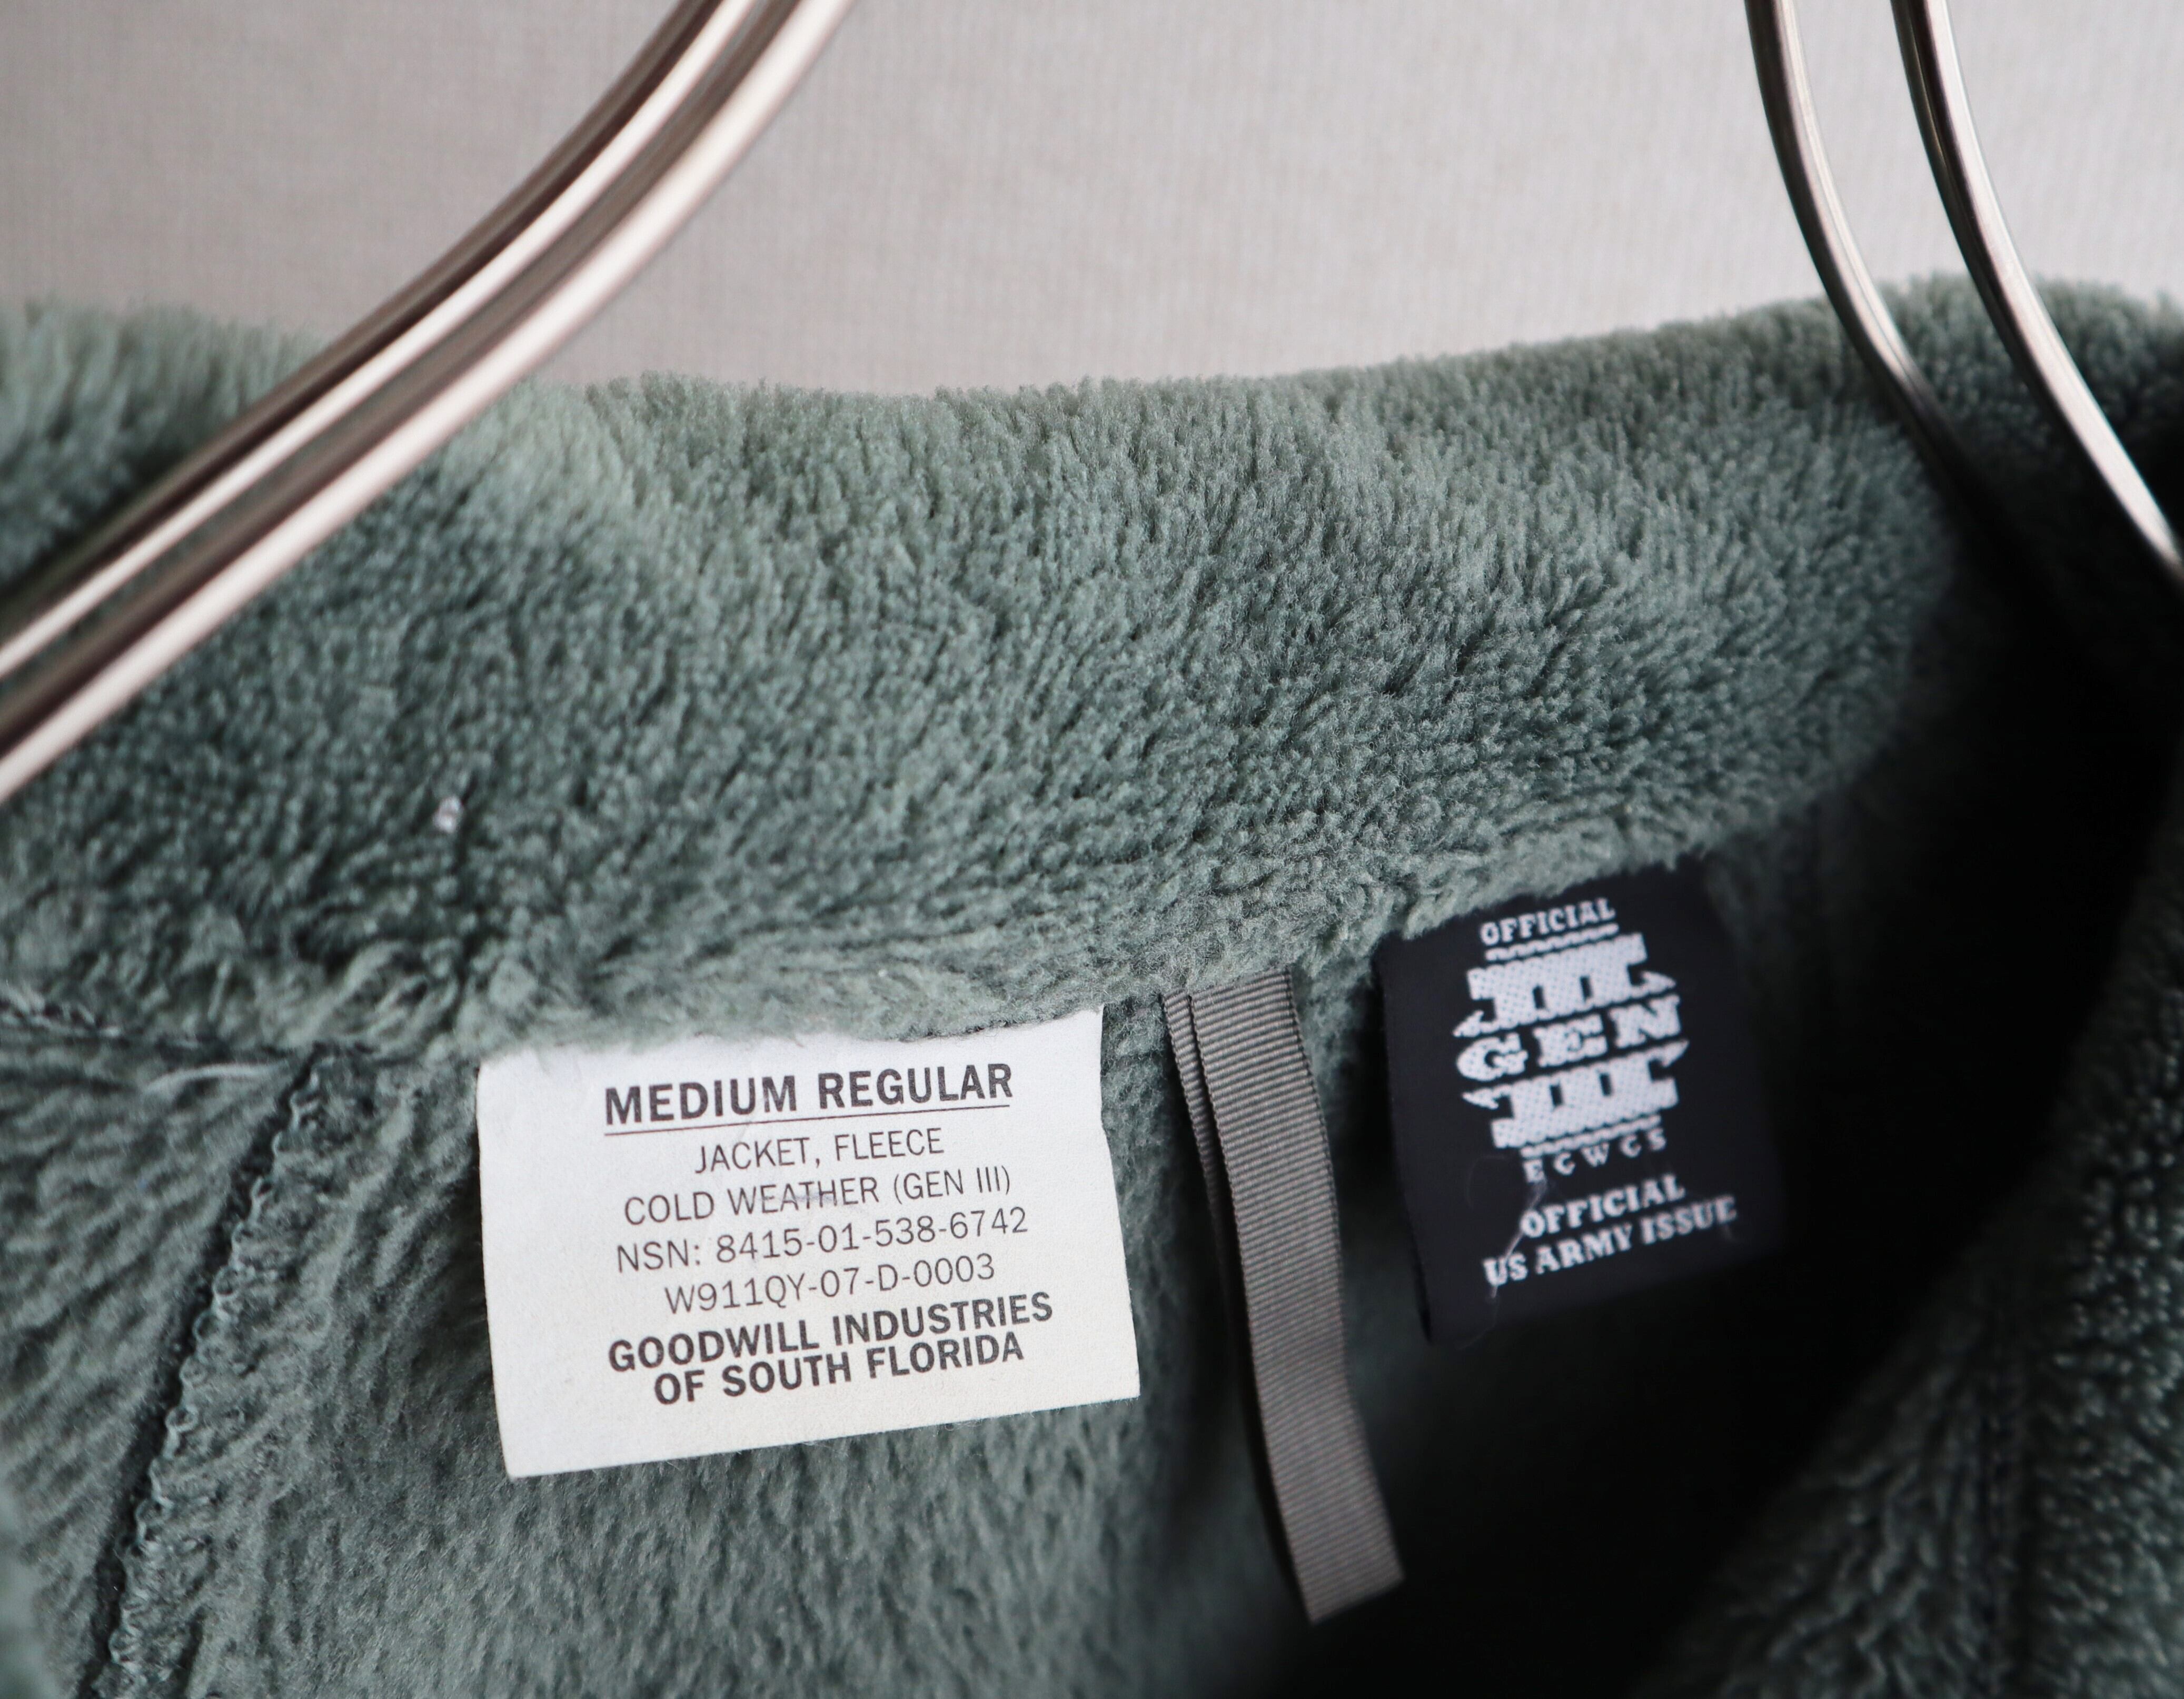 MEDIUM REGULAR
JACKET, FLEECE
COLD WEATHER (GEN III)
NSN: 8415-01-538-6742
W911QY-07-D-0003
GOODWILL INDUSTRIES
OF SOUTH FLORIDA
OFFICIAL
III
GEN
III
ECWCS
OFFICIAL
US ARMY ISSUE